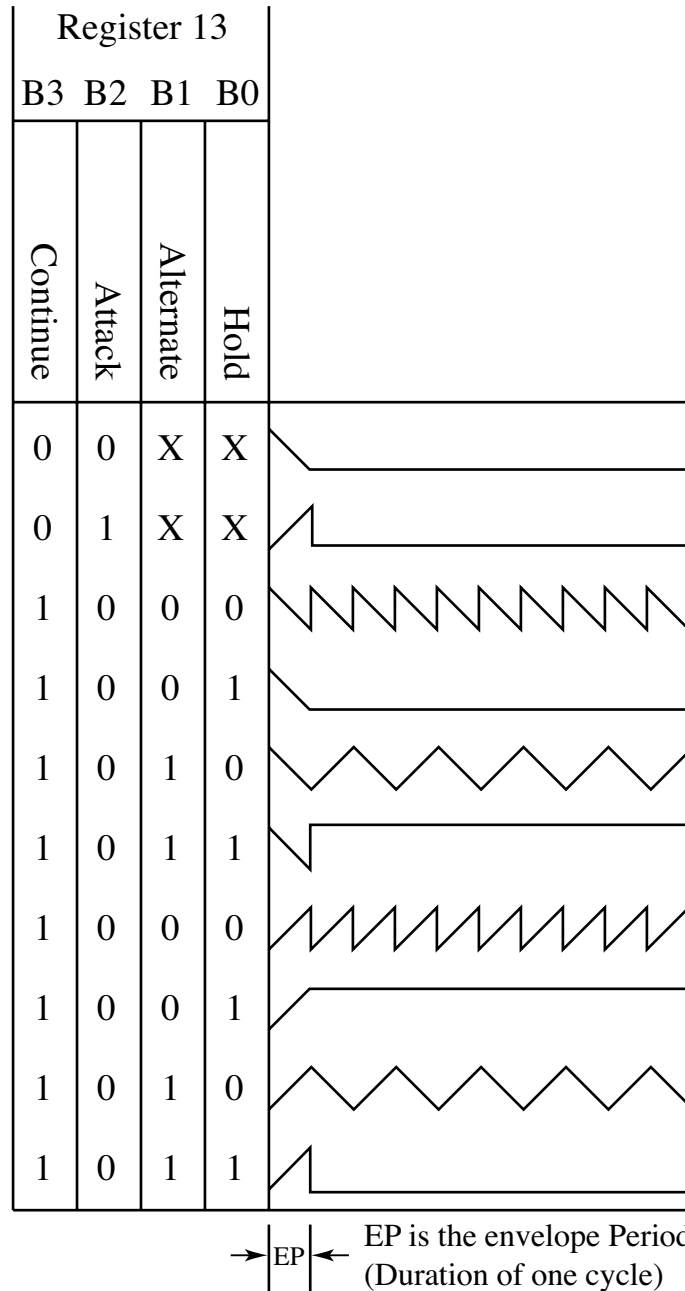 Register 13
B3 B2 B1 B0
Continue Attack Alternate Hold
0 0 X X
0 1 X X
1 0 0 0
1 0 0 1
1 0 1 0
1 0 1 1
1 0 0 0
1 0 0 1
1 0 1 0
1 0 1 1
EP
EP is the envelope Period
(Duration of one cycle)